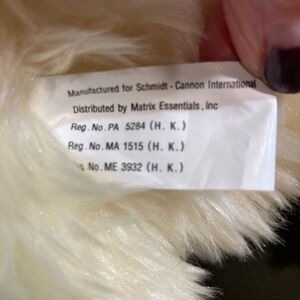 Manufactured for Schmidt-Cannon International
Distributed by Matrix Essentials, Inc
Reg. No. PA 5284 (H. K.)
Reg. No. MA 1515 (H. K.)
No. ME 3932 (H. K.)